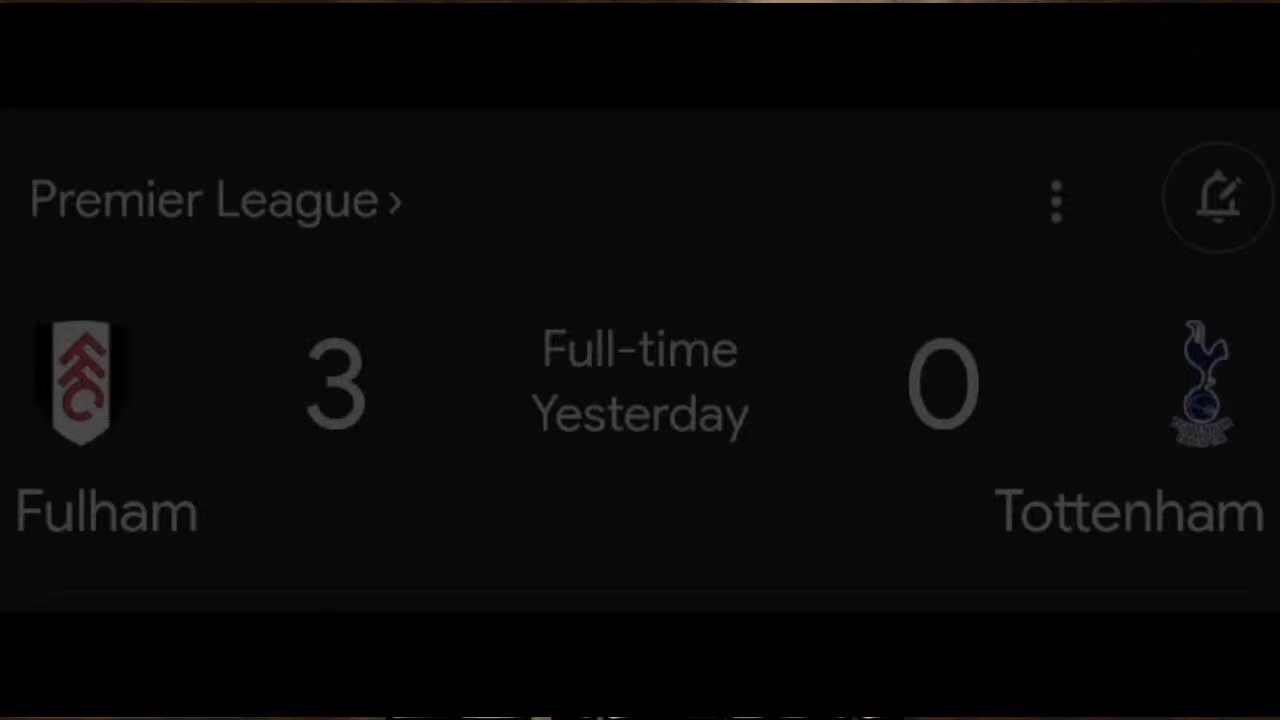 Premier League ›
3 Full-time 0
Yesterday
Fulham Tottenham